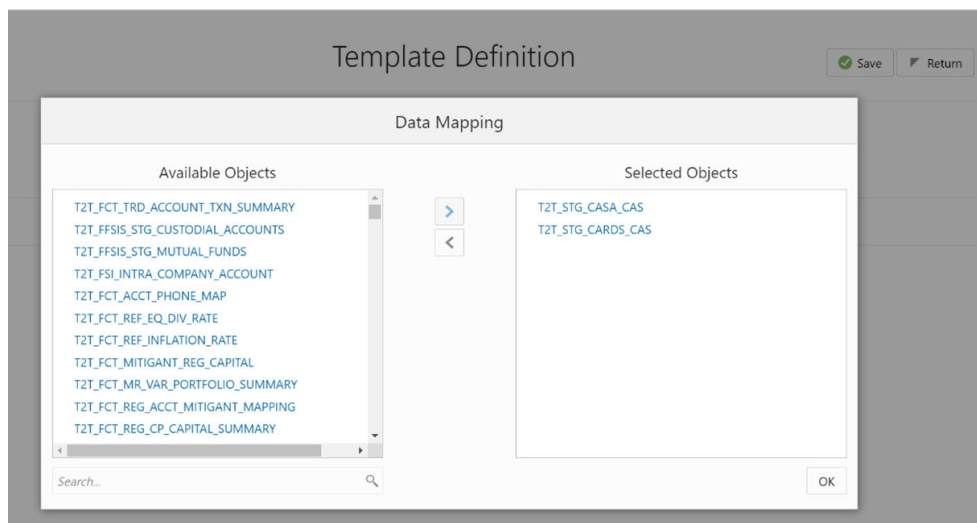 Template Definition
Save
Return
Data Mapping
Available Objects
T2T_FCT_TRD_ACCOUNT_TXN_SUMMARY
T2T_FFSIS_STG_CUSTODIAL_ACCOUNTS
T2T_FFSIS_STG_MUTUAL_FUNDS
T2T_FSI_INTRA_COMPANY_ACCOUNT
T2T_FCT_ACCT_PHONE_MAP
T2T_FCT_REF_EQ_DIV_RATE
T2T_FCT_REF_INFLATION_RATE
T2T_FCT_MITIGANT_REG_CAPITAL
T2T_FCT_MR_VAR_PORTFOLIO_SUMMARY
T2T_FCT_REG_ACCT_MITIGANT_MAPPING
T2T_FCT_REG_CP_CAPITAL_SUMMARY
Search...
Selected Objects
T2T_STG_CASA_CAS
T2T_STG_CARDS_CAS
OK